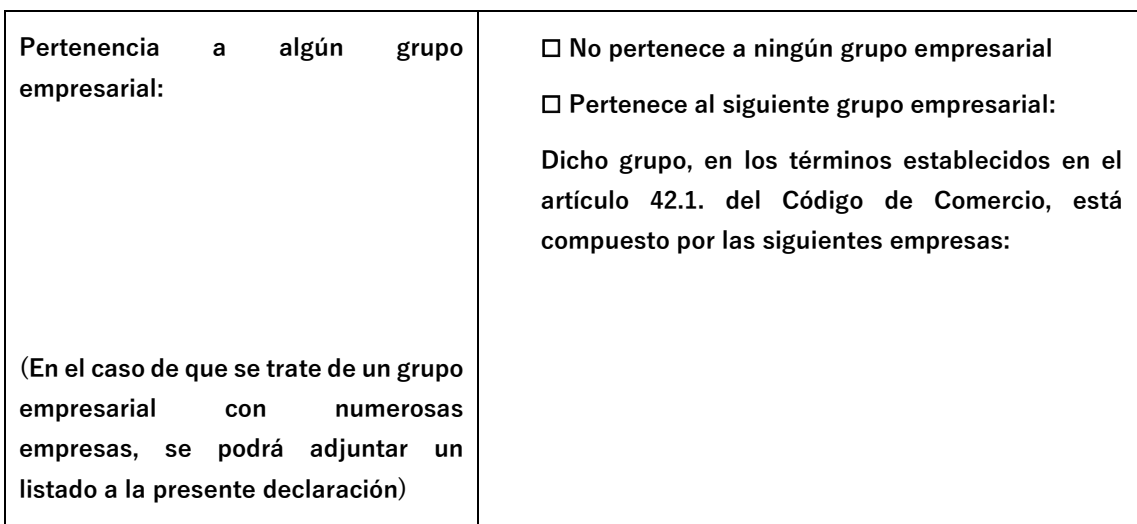 Pertenencia a algún grupo
empresarial:
(En el caso de que se trate de un grupo
empresarial con numerosas
empresas, se podrá adjuntar un
listado a la presente declaración)
☐ No pertenece a ningún grupo empresarial
☐ Pertenece al siguiente grupo empresarial:
Dicho grupo, en los términos establecidos en el
artículo 42.1. del Código de Comercio, está
compuesto por las siguientes empresas: